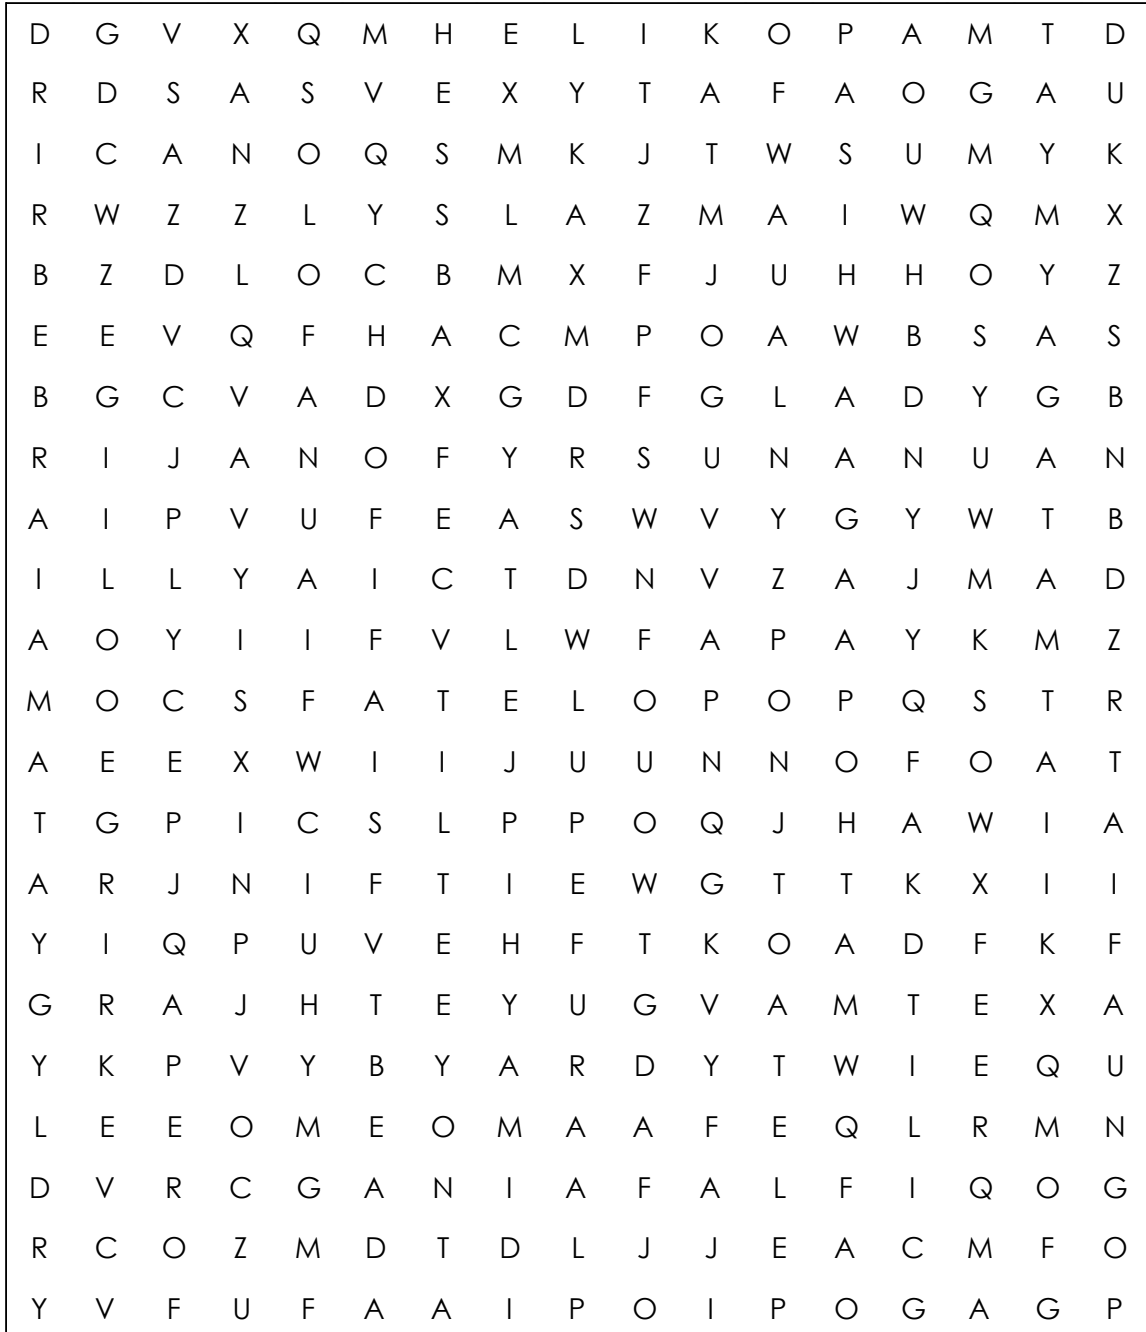 D G V X Q M H E L I K O P A M T D
R D S A S V E X Y T A F A O G A U
I C A N O Q S M K J T W S U M Y K
R W Z Z L Y S L A Z M A I W Q M X
B Z D L O C B M X F J U H H O Y Z
E E V Q F H A C M P O A W B S A S
B G C V A D X G D F G L A D Y G B
R I J A N O F Y R S U N A N U A N
A I P V U F E A S W V Y G Y W T B
I L L Y A I C T D N V Z A J M A D
A O Y I I F V L W F A P A Y K M Z
M O C S F A T E L O P O P Q S T R
A E E X W I I J U U N N O F O A T
T G P I C S L P P O Q J H A W I A
A R J N I F T I E W G T T K X I I
Y I Q P U V E H F T K O A D F K F
G R A J H T E Y U G V A M T E X A
Y K P V Y B Y A R D Y T W I E Q U
L E E O M E O M A A F E Q L R M N
D V R C G A N I A F A L F I Q O G
R C O Z M D T D L J J E A C M F O
Y V F U F A A I P O I P O G A G P